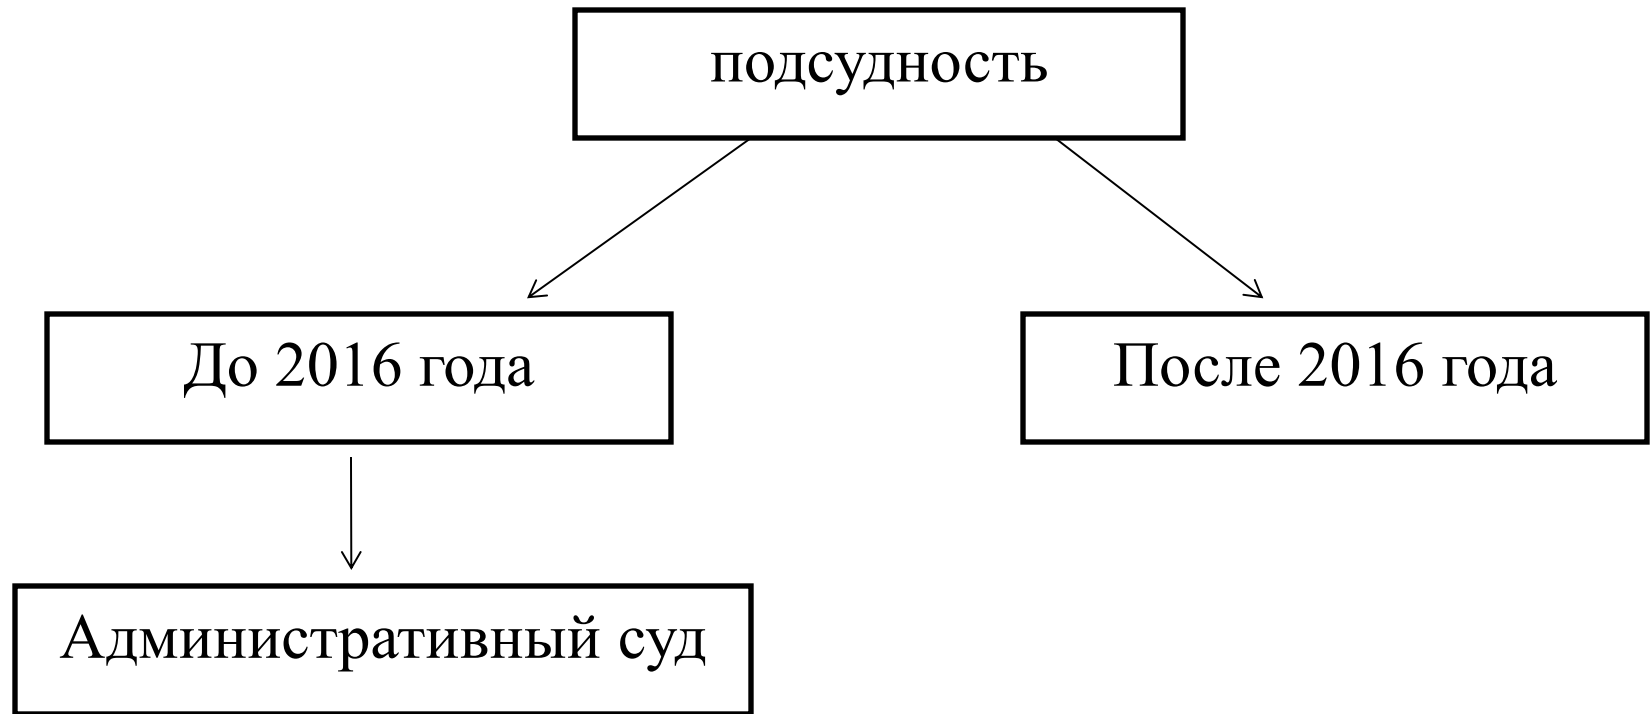 подсудность
До 2016 года
После 2016 года
Административный суд